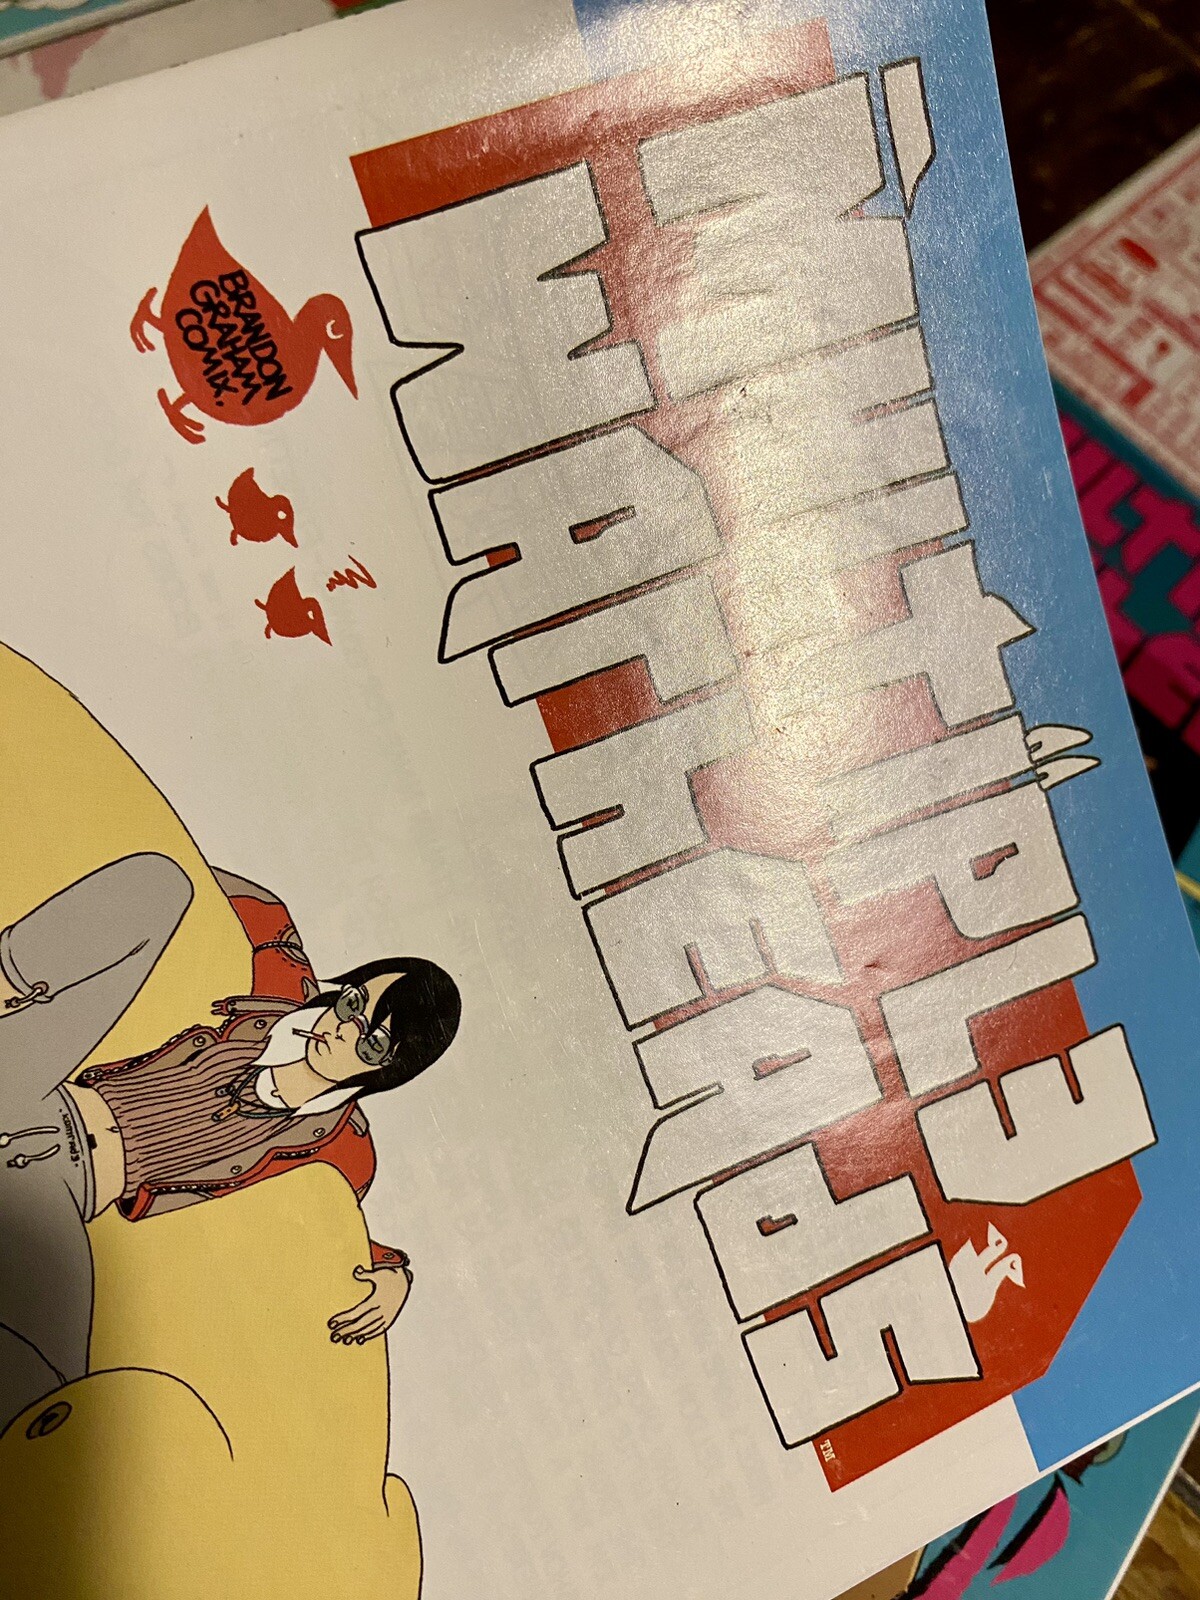 MULTIPLE
WARHEADS
TM
BRANDON
GRAHAM
COMIX.